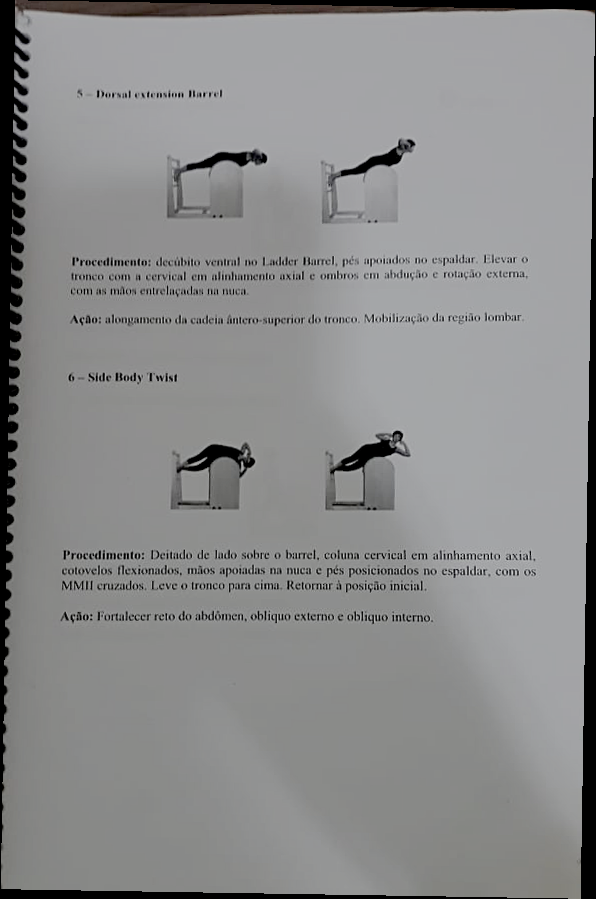 5 – Dorsal extension Barrel
Procedimento: decúbito ventral no Ladder Barrel, pés apoiados no espaldar. Elevar o
tronco com a cervical em alinhamento axial e ombros em abdução e rotação externa,
com as mãos entrelaçadas na nuca.
Ação: alongamento da cadeia ântero-superior do tronco. Mobilização da região lombar.
6 – Side Body Twist
Procedimento: Deitado de lado sobre o barrel, coluna cervical em alinhamento axial,
cotovelos flexionados, mãos apoiadas na nuca e pés posicionados no espaldar, com os
MMII cruzados. Leve o tronco para cima. Retornar à posição inicial.
Ação: Fortalecer reto do abdômen, obliquo externo e obliquo interno.